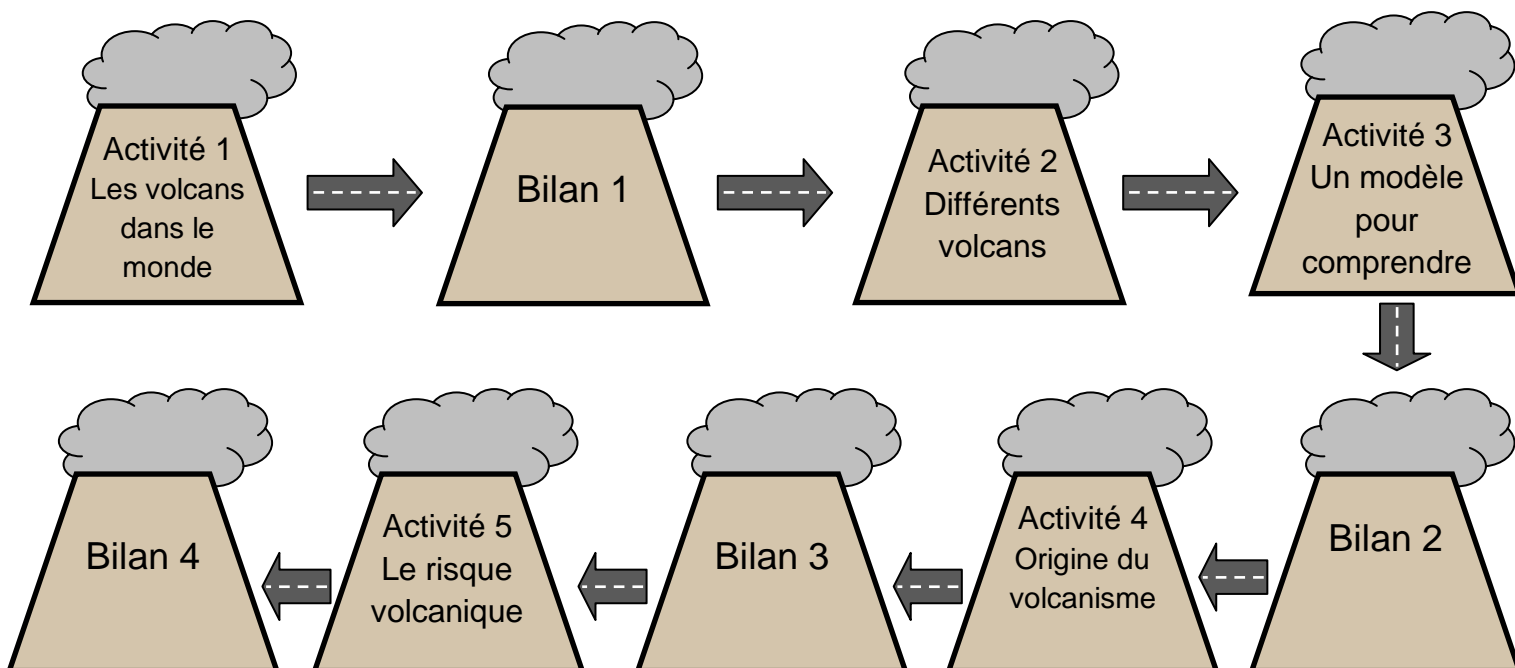 Activité 1
Les volcans
dans le
monde
Bilan 1
Activité 2
Différents
volcans
Activité 3
Un modèle
pour
comprendre
Bilan 2
Activité 4
Origine du
volcanisme
Bilan 3
Activité 5
Le risque
volcanique
Bilan 4